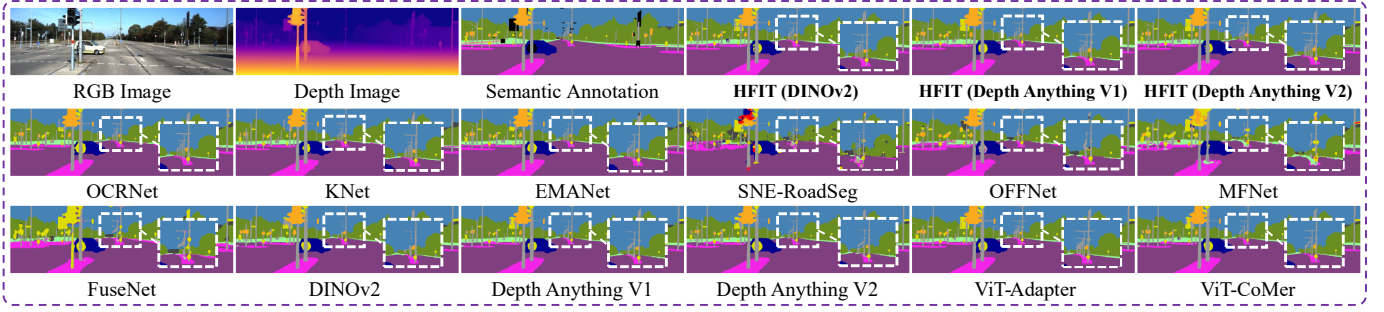 RGB Image Depth Image Semantic Annotation HFIT (DINOv2) HFIT (Depth Anything V1) HFIT (Depth Anything V2)
OCRNet KNet EMANet SNE-RoadSeg OFFNet MFNet
FuseNet DINOv2 Depth Anything V1 Depth Anything V2 ViT-Adapter ViT-CoMer